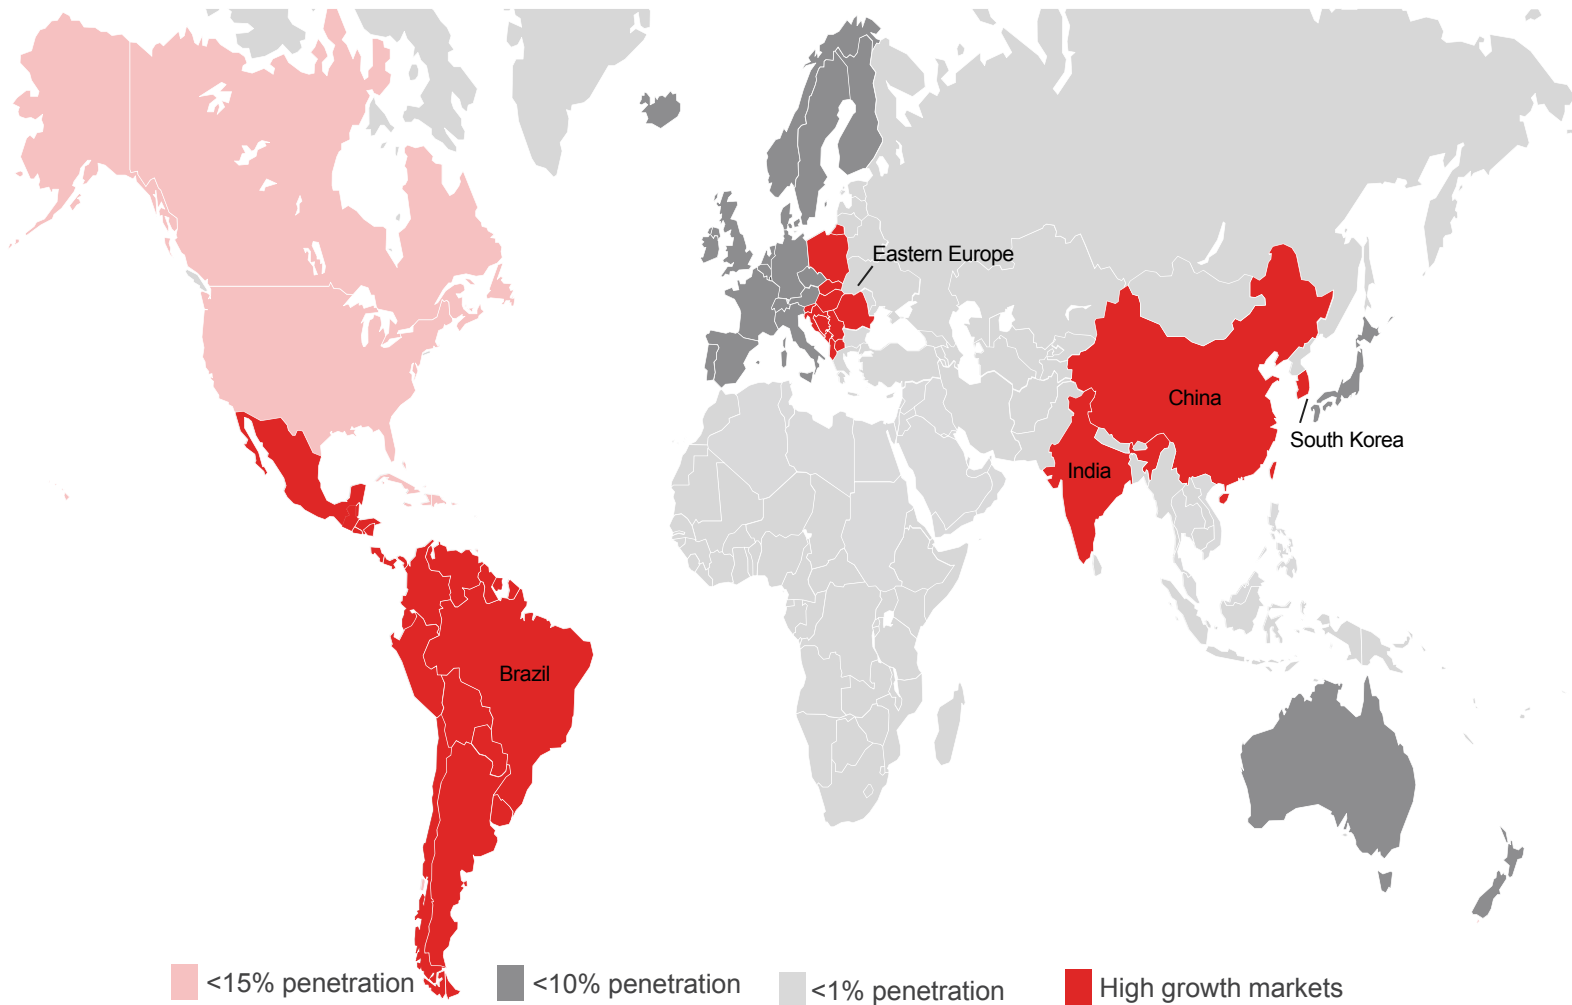 Eastern Europe
China
South Korea
India
Brazil
<15% penetration
<10% penetration
<1% penetration
High growth markets